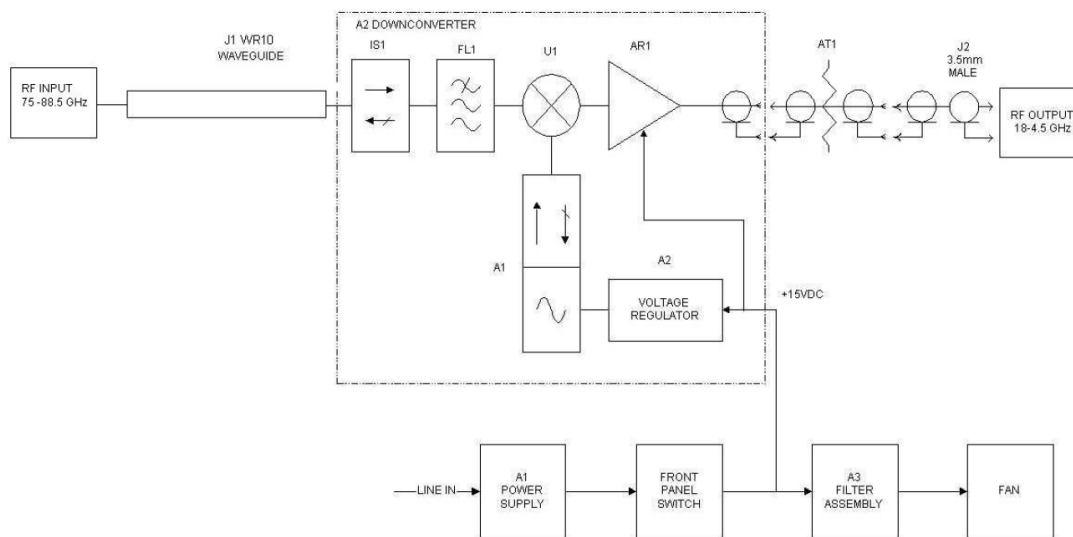 A2 DOWNCONVERTER
J1 WR10
WAVEGUIDE
IS1
FL1
U1
AR1
AT1
J2
3.5mm
MALE
RF INPUT
75 -88.5 GHz
RF OUTPUT
18-4.5 GHz
A1
A2
VOLTAGE
REGULATOR
+15VDC
LINE IN
A1
POWER
SUPPLY
FRONT
PANEL
SWITCH
A3
FILTER
ASSEMBLY
FAN